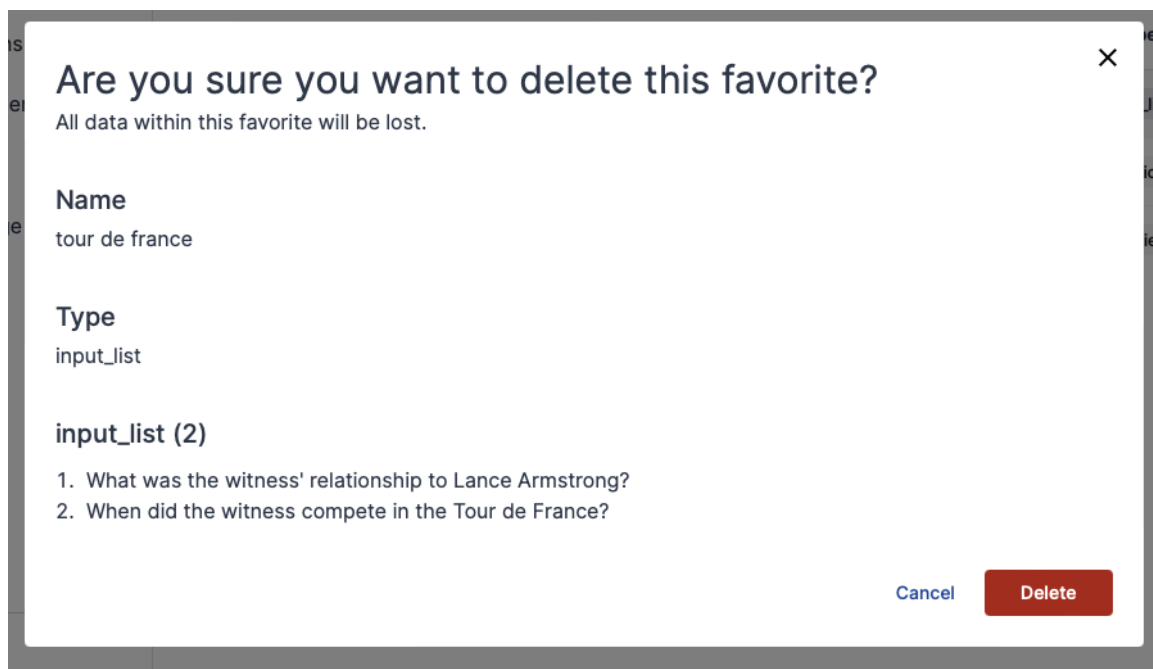 Are you sure you want to delete this favorite?
All data within this favorite will be lost.
Name
tour de france
Type
input_list
input_list (2)
1. What was the witness' relationship to Lance Armstrong?
2. When did the witness compete in the Tour de France?
Cancel
Delete